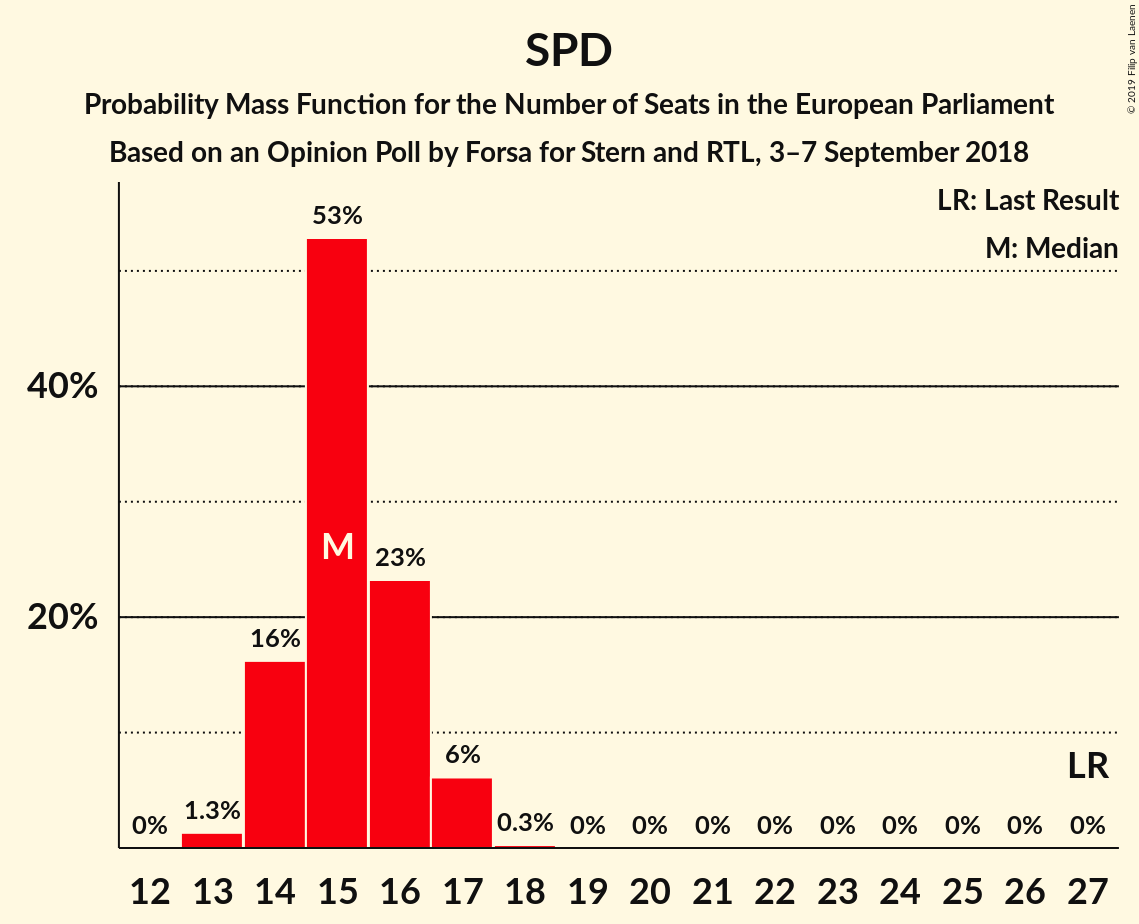 SPD
Probability Mass Function for the Number of Seats in the European Parliament
Based on an Opinion Poll by Forsa for Stern and RTL, 3–7 September 2018
© 2019 Filip van Laenen
LR: Last Result
M: Median
40%
20%
0%
1.3%
16%
53%
M
23%
6%
0.3%
0%
0%
0%
0%
0%
0%
0%
0%
0%
LR
12 13 14 15 16 17 18 19 20 21 22 23 24 25 26 27